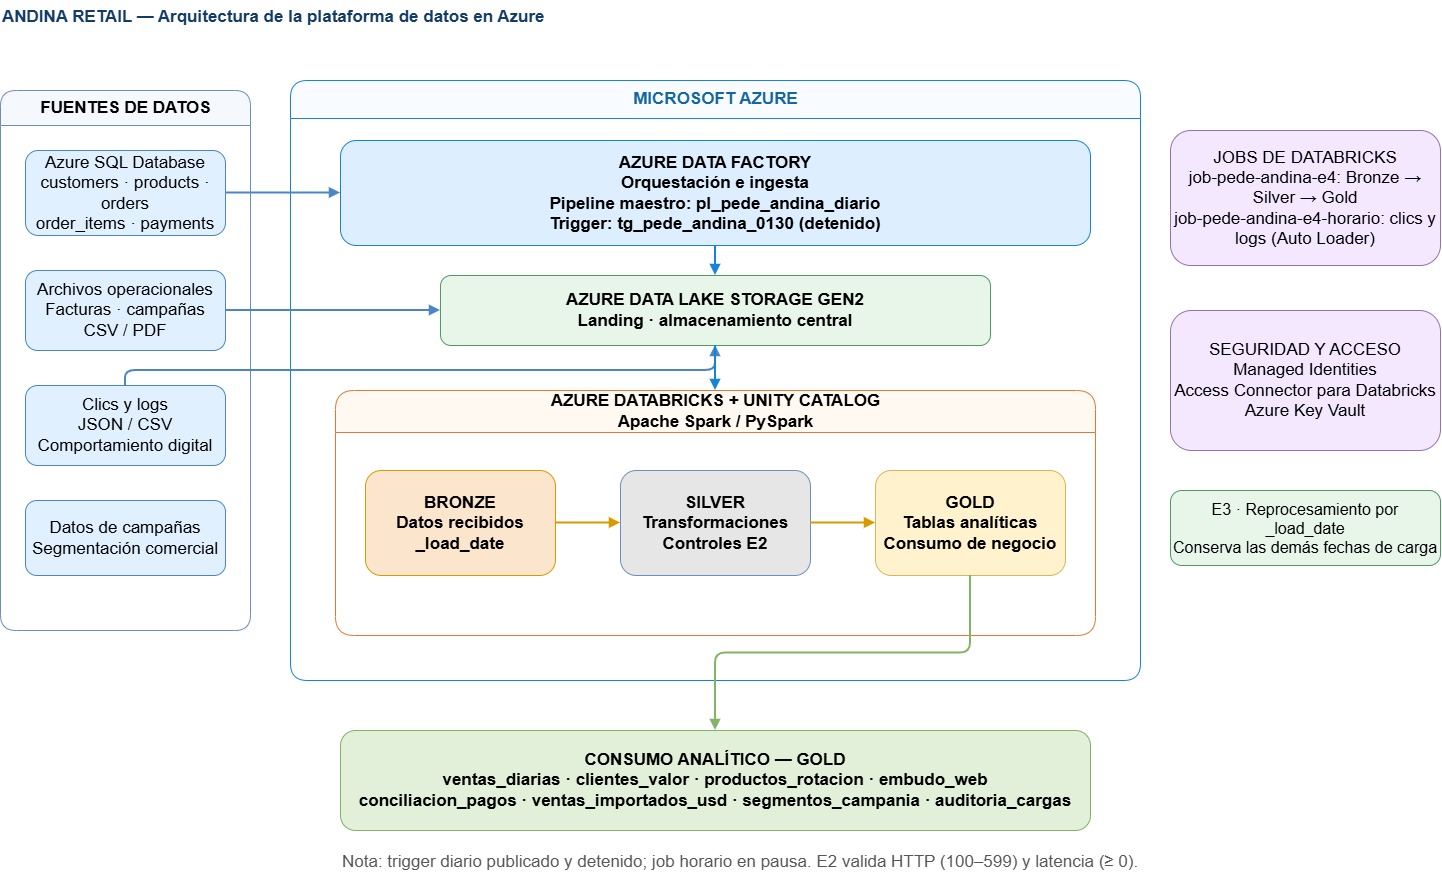 ANDINA RETAIL — Arquitectura de la plataforma de datos en Azure
FUENTES DE DATOS
Azure SQL Database
customers · products ·
orders
order_items · payments
Archivos operacionales
Facturas · campañas
CSV / PDF
Clics y logs
JSON / CSV
Comportamiento digital
Datos de campañas
Segmentación comercial
MICROSOFT AZURE
AZURE DATA FACTORY
Orquestación e ingesta
Pipeline maestro: pl_pede_andina_diario
Trigger: tg_pede_andina_0130 (detenido)
AZURE DATA LAKE STORAGE GEN2
Landing · almacenamiento central
AZURE DATABRICKS + UNITY CATALOG
Apache Spark / PySpark
BRONZE
Datos recibidos
_load_date
SILVER
Transformaciones
Controles E2
GOLD
Tablas analíticas
Consumo de negocio
JOBS DE DATABRICKS
job-pede-andina-e4: Bronze →
Silver → Gold
job-pede-andina-e4-horario: clics y
logs (Auto Loader)
SEGURIDAD Y ACCESO
Managed Identities
Access Connector para Databricks
Azure Key Vault
E3 · Reprocesamiento por
_load_date
Conserva las demás fechas de carga
CONSUMO ANALÍTICO — GOLD
ventas_diarias · clientes_valor · productos_rotacion · embudo_web
conciliacion_pagos · ventas_importados_usd · segmentos_campania · auditoria_cargas
Nota: trigger diario publicado y detenido; job horario en pausa. E2 valida HTTP (100–599) y latencia (≥ 0).